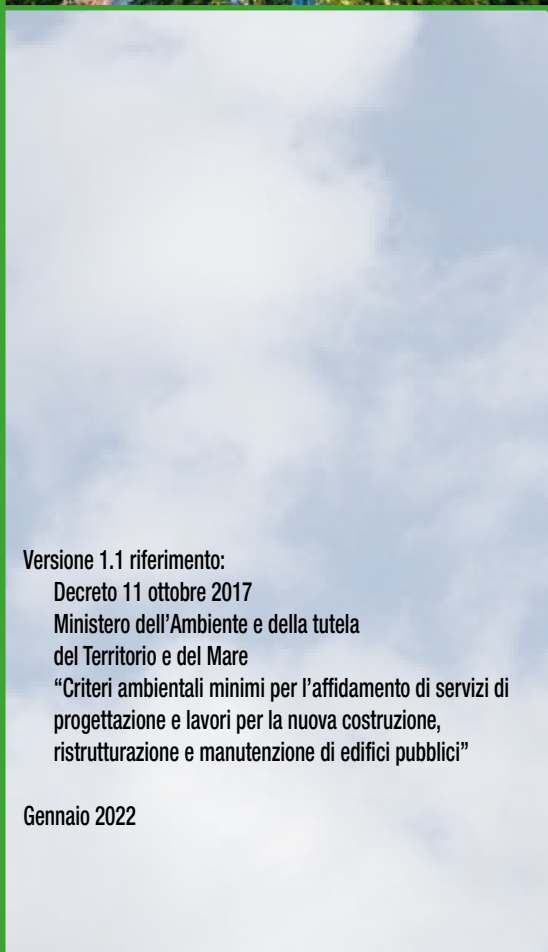 Versione 1.1 riferimento:
Decreto 11 ottobre 2017
Ministero dell’Ambiente e della tutela
del Territorio e del Mare
“Criteri ambientali minimi per l’affidamento di servizi di
progettazione e lavori per la nuova costruzione,
ristrutturazione e manutenzione di edifici pubblici”
Gennaio 2022